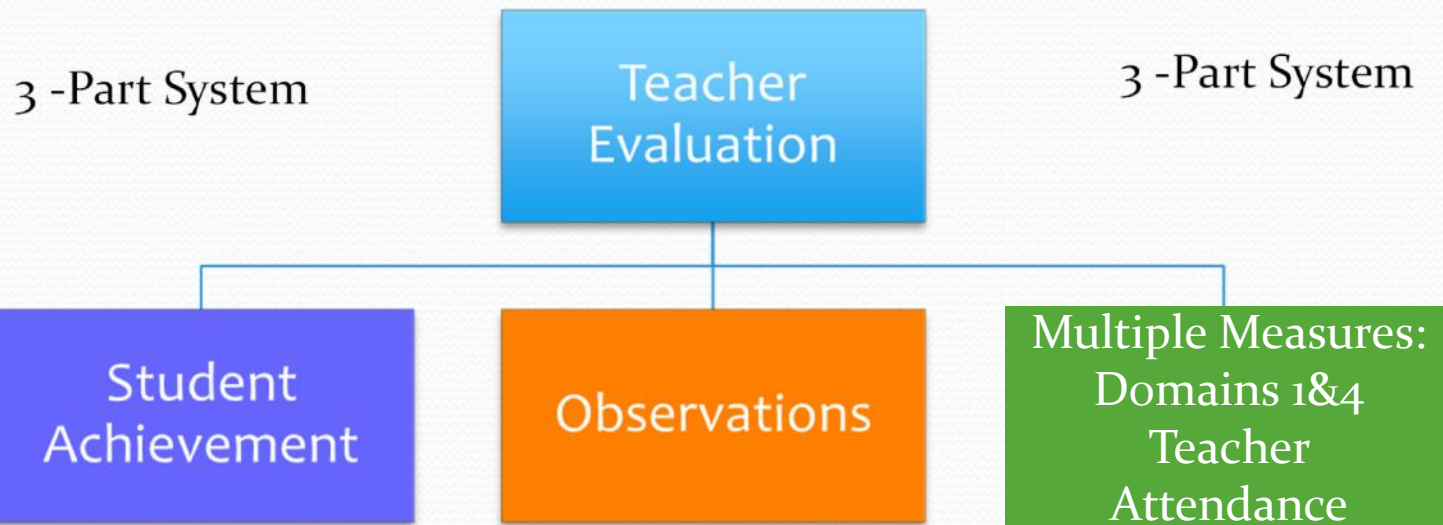 3 -Part System
Teacher
Evaluation
3 -Part System
Student
Achievement
Observations
Multiple Measures:
Domains 1&4
Teacher
Attendance